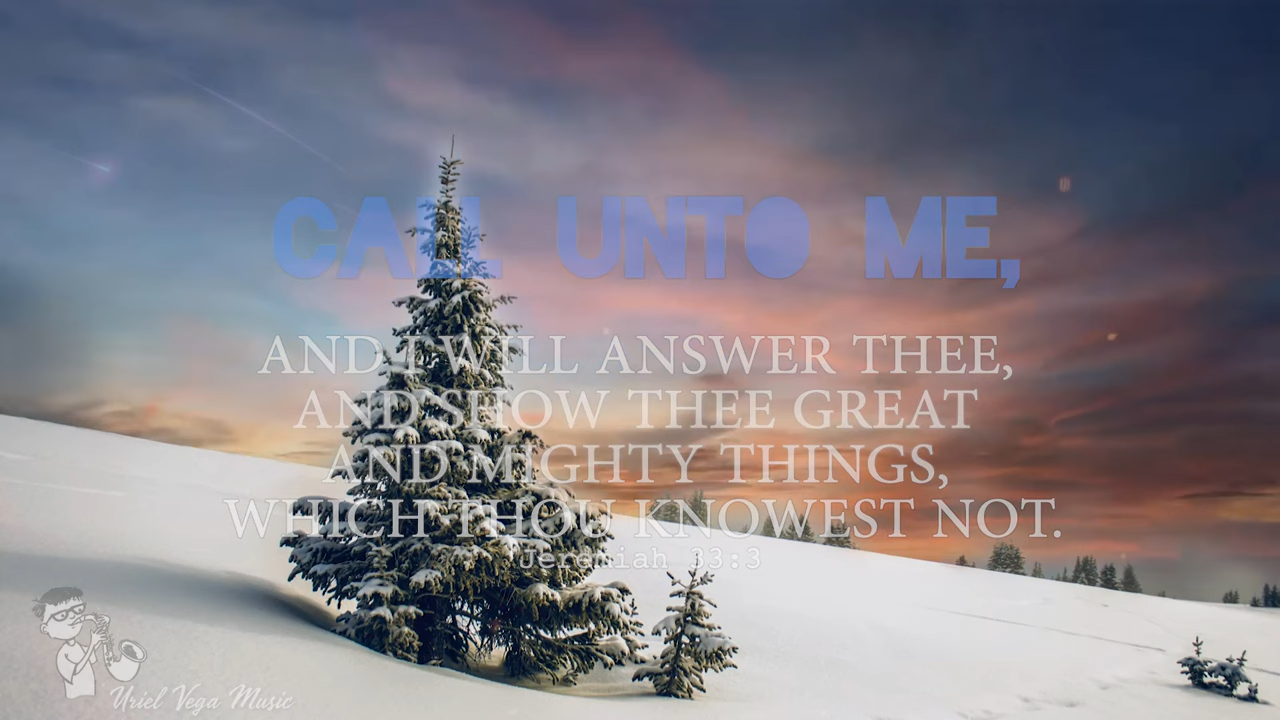 CALL UNTO ME,
AND I WILL ANSWER THEE,
AND SHOW THEE GREAT
AND MIGHTY THINGS,
WHICH THOU KNOWEST NOT.
Jeremiah 33:3
Uriel Vega Music